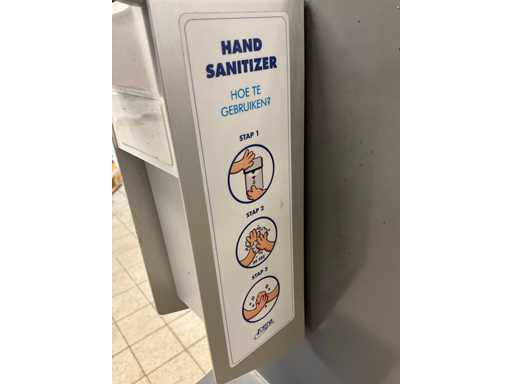 HAND
SANITIZER
HOE TE
GEBRUIKEN?
STAP 1
STAP 2
STAP 3